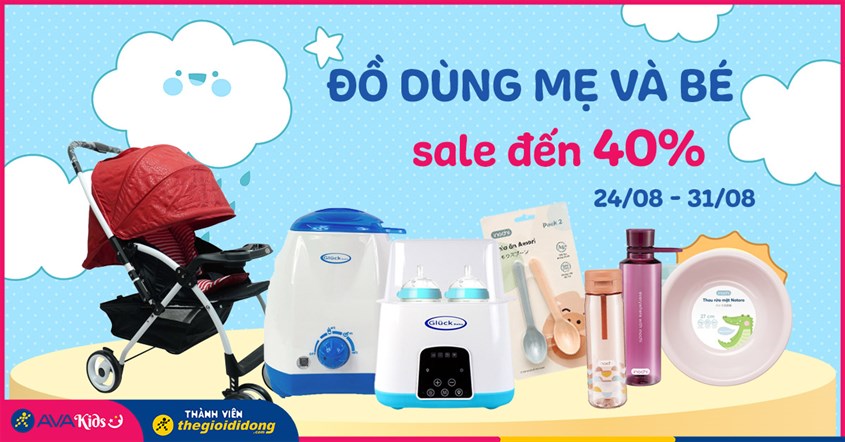 ĐỒ DÙNG MẸ VÀ BÉ
sale đến 40%
24/08 - 31/08
Glück
Glück
Pack 2
Thau rửa mặt Notoro
AVAKids
THÀNH VIÊN
thegioididong
.com